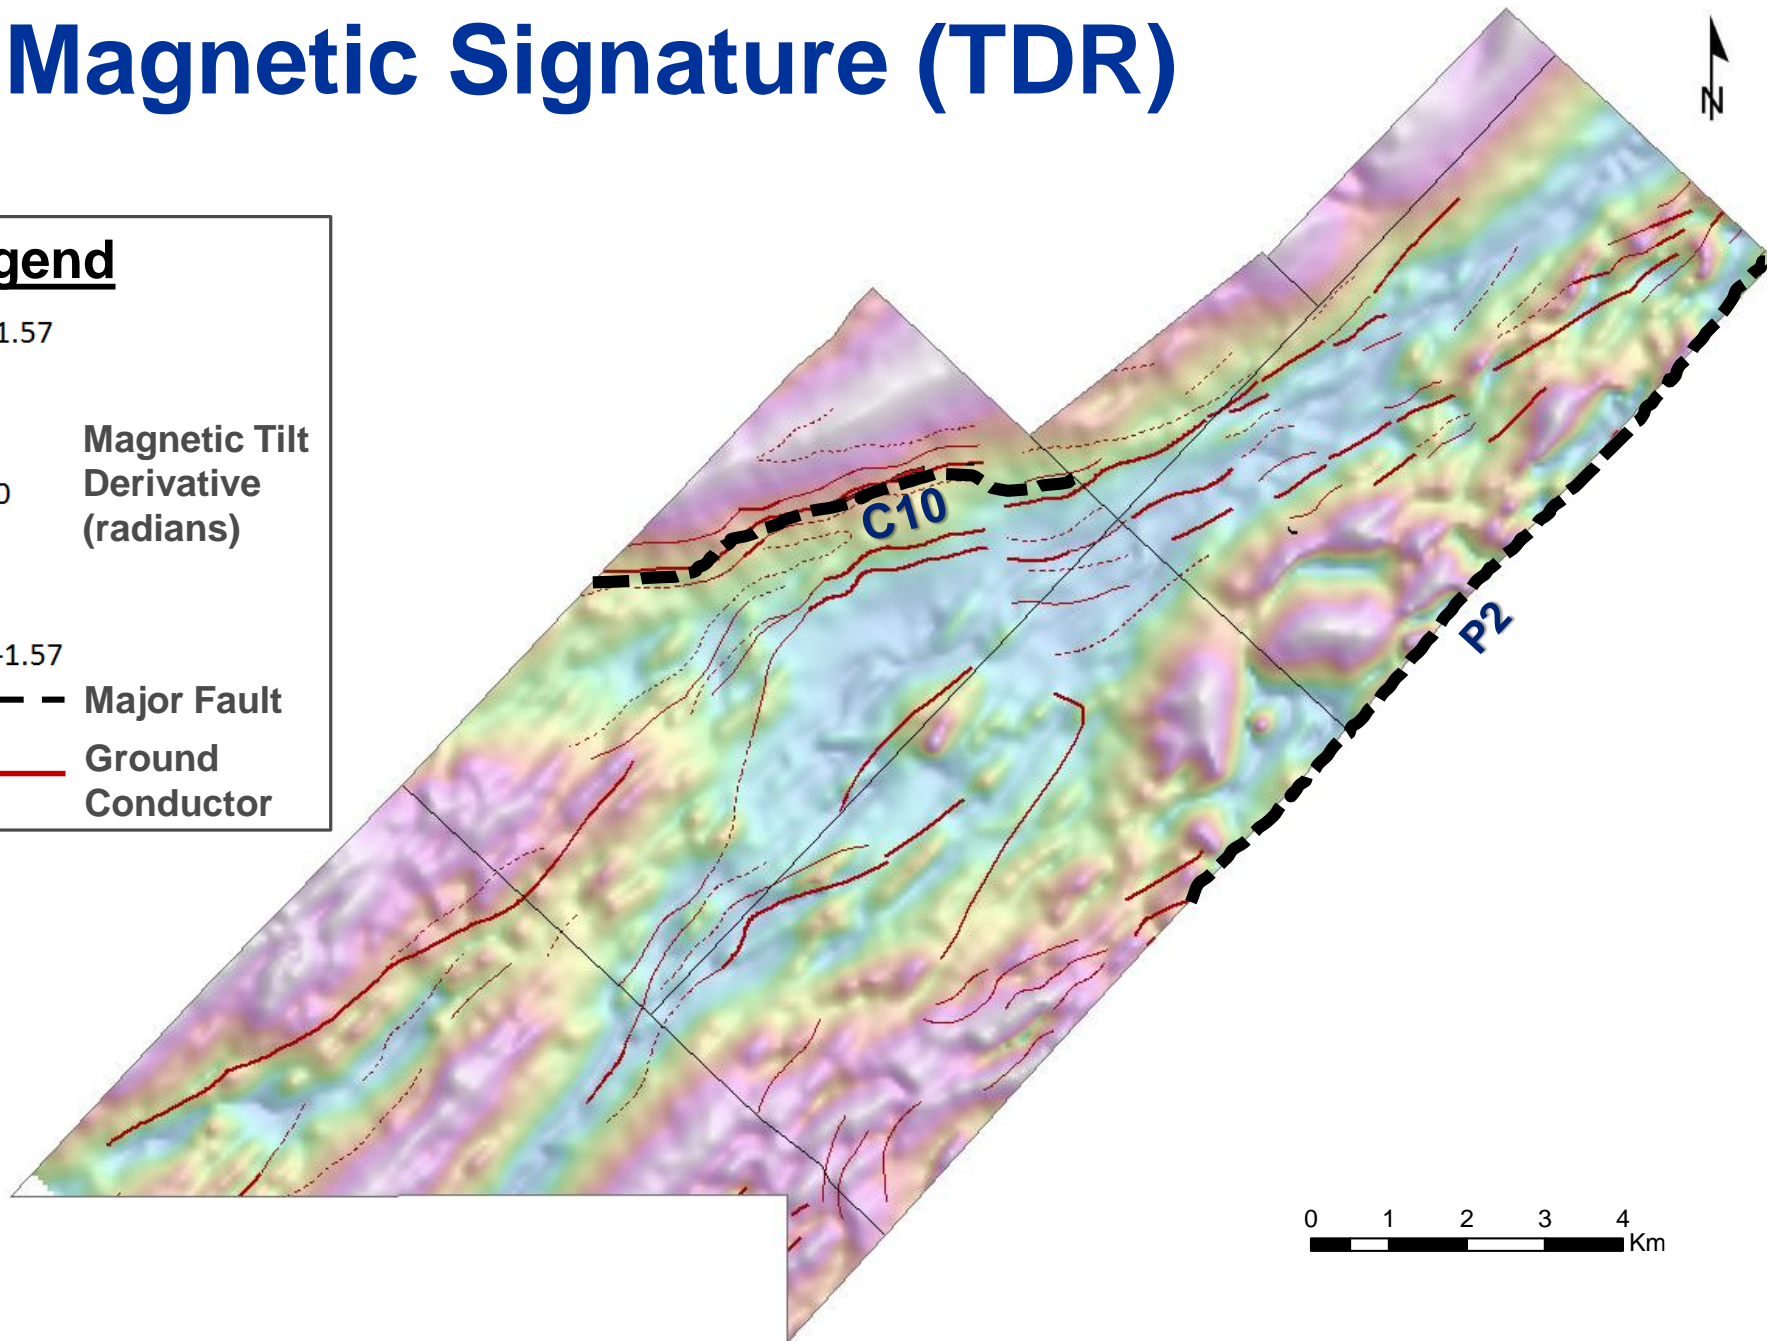 Magnetic Signature (TDR)
N
gend
1.57
Magnetic Tilt
Derivative
(radians)
0
-1.57
Major Fault
Ground
Conductor
C10
P2
0 1 2 3 4
Km